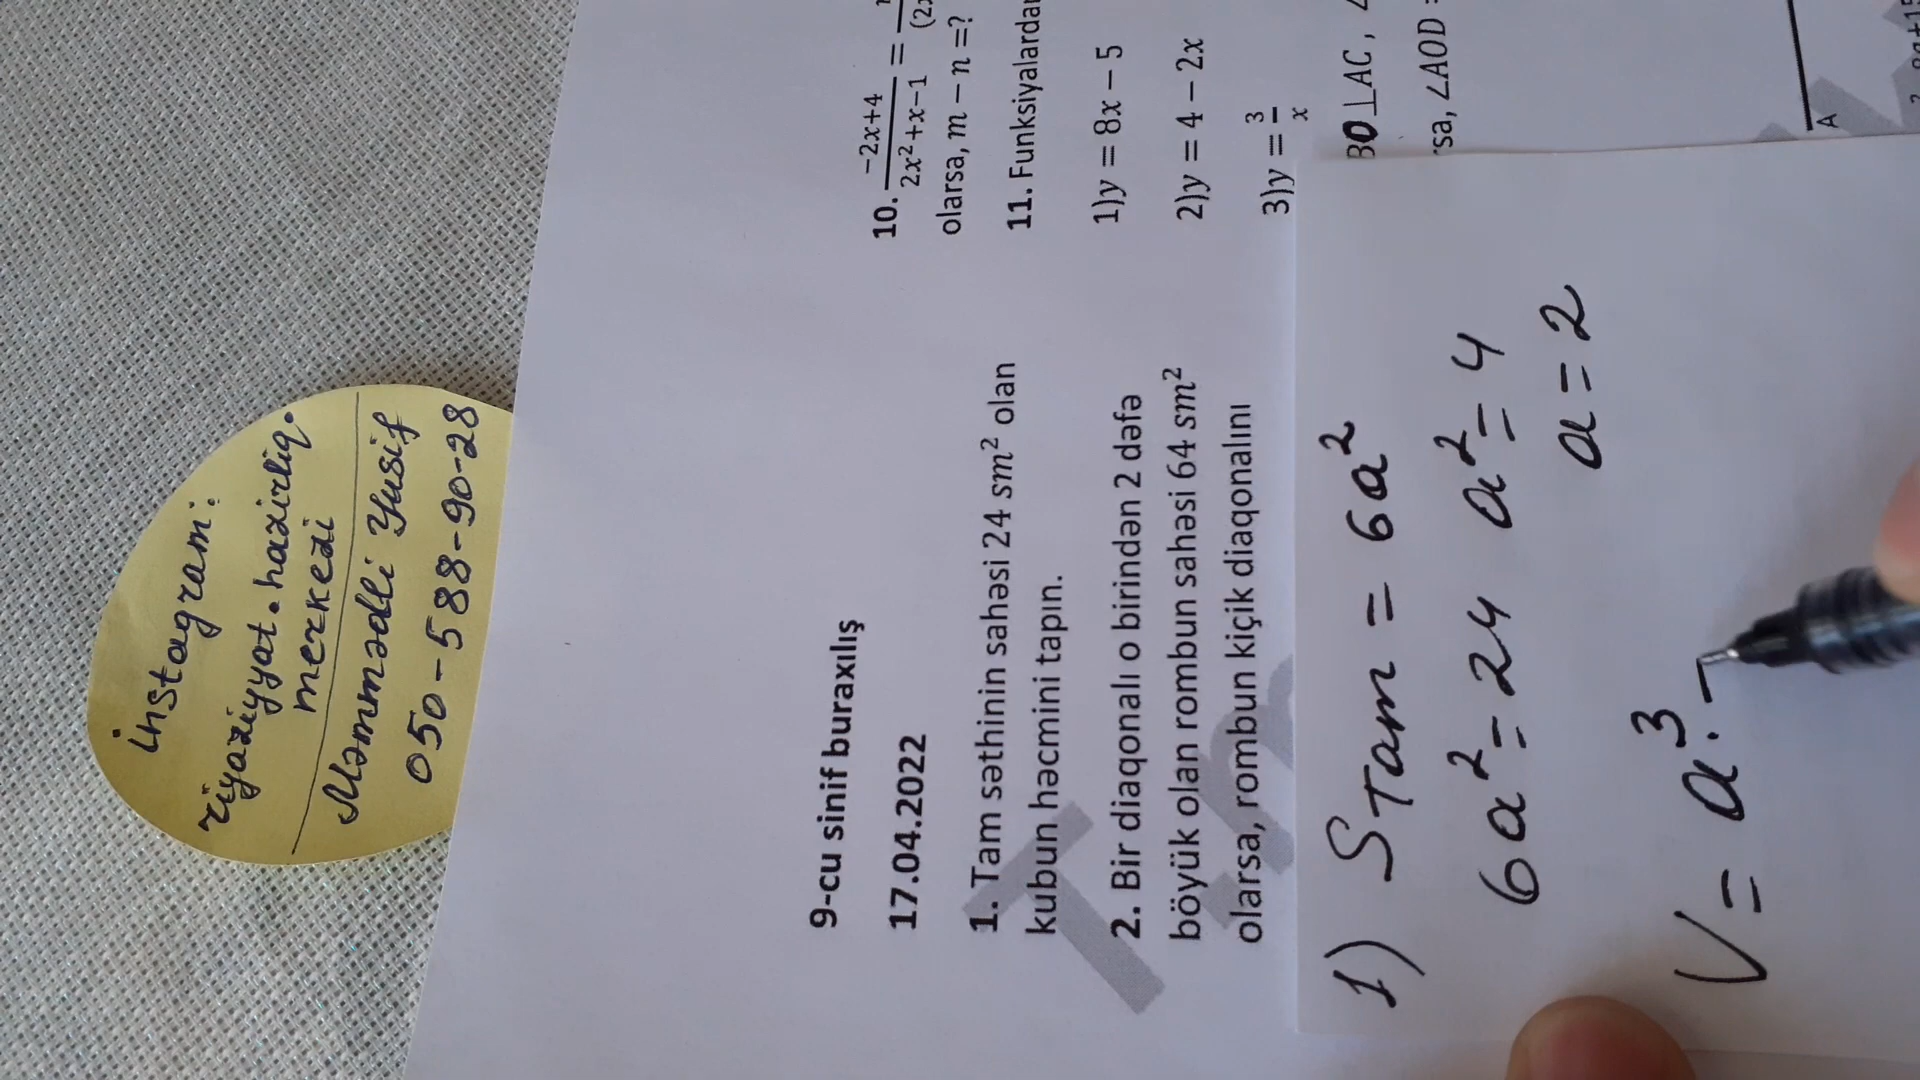 instagram:
riyaziyyat.hazirliq.
merkezi
Məmmədli Yusif
050-588-90-28
9-cu sinif buraxılış
17.04.2022
1. Tam səthinin sahəsi 24 sm² olan
kubun həcmini tapın.
2. Bir diaqonalı o birindən 2 dəfə
böyük olan rombun sahəsi 64 sm²
olarsa, rombun kiçik diaqonalını
10. -2x+4 / 2x²+x-1 =
olarsa, m − n =?
11.
1)y = 8x − 5
2)y = 4 − 2x
3)y = 3/x
BO⊥AC,
∠AOD
A
1) STam = 6a²
6a² = 24 a² = 4
a = 2
V = a³